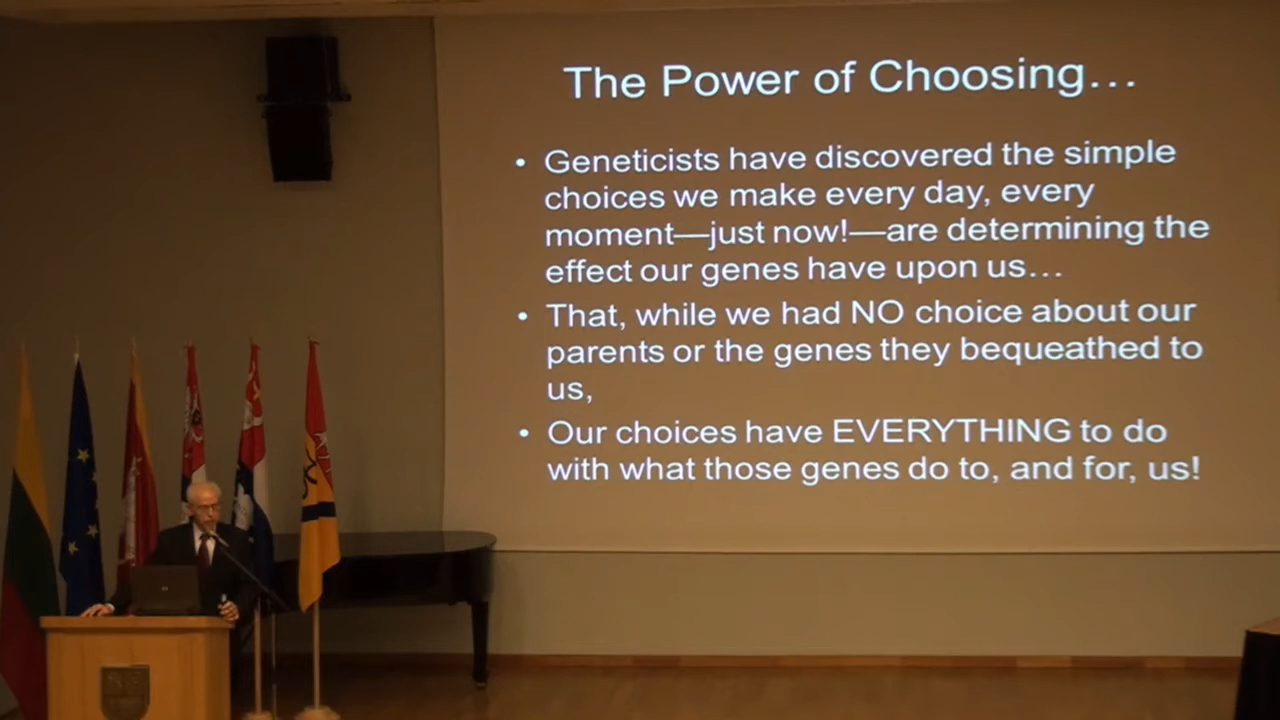 The Power of Choosing…
• Geneticists have discovered the simple
choices we make every day, every
moment—just now!—are determining the
effect our genes have upon us…
• That, while we had NO choice about our
parents or the genes they bequeathed to
us,
• Our choices have EVERYTHING to do
with what those genes do to, and for, us!